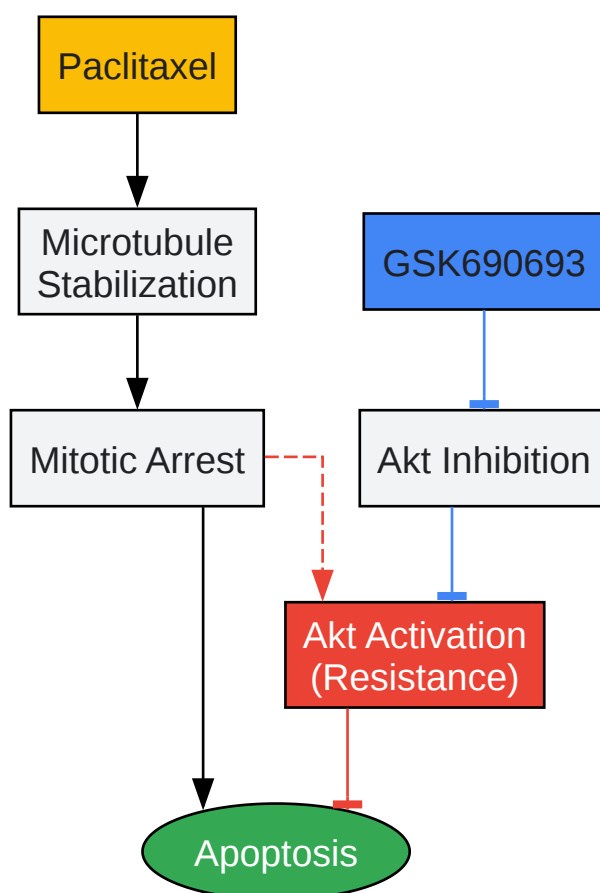 Paclitaxel
Microtubule
Stabilization
GSK690693
Mitotic Arrest
Akt Inhibition
Akt Activation
(Resistance)
Apoptosis